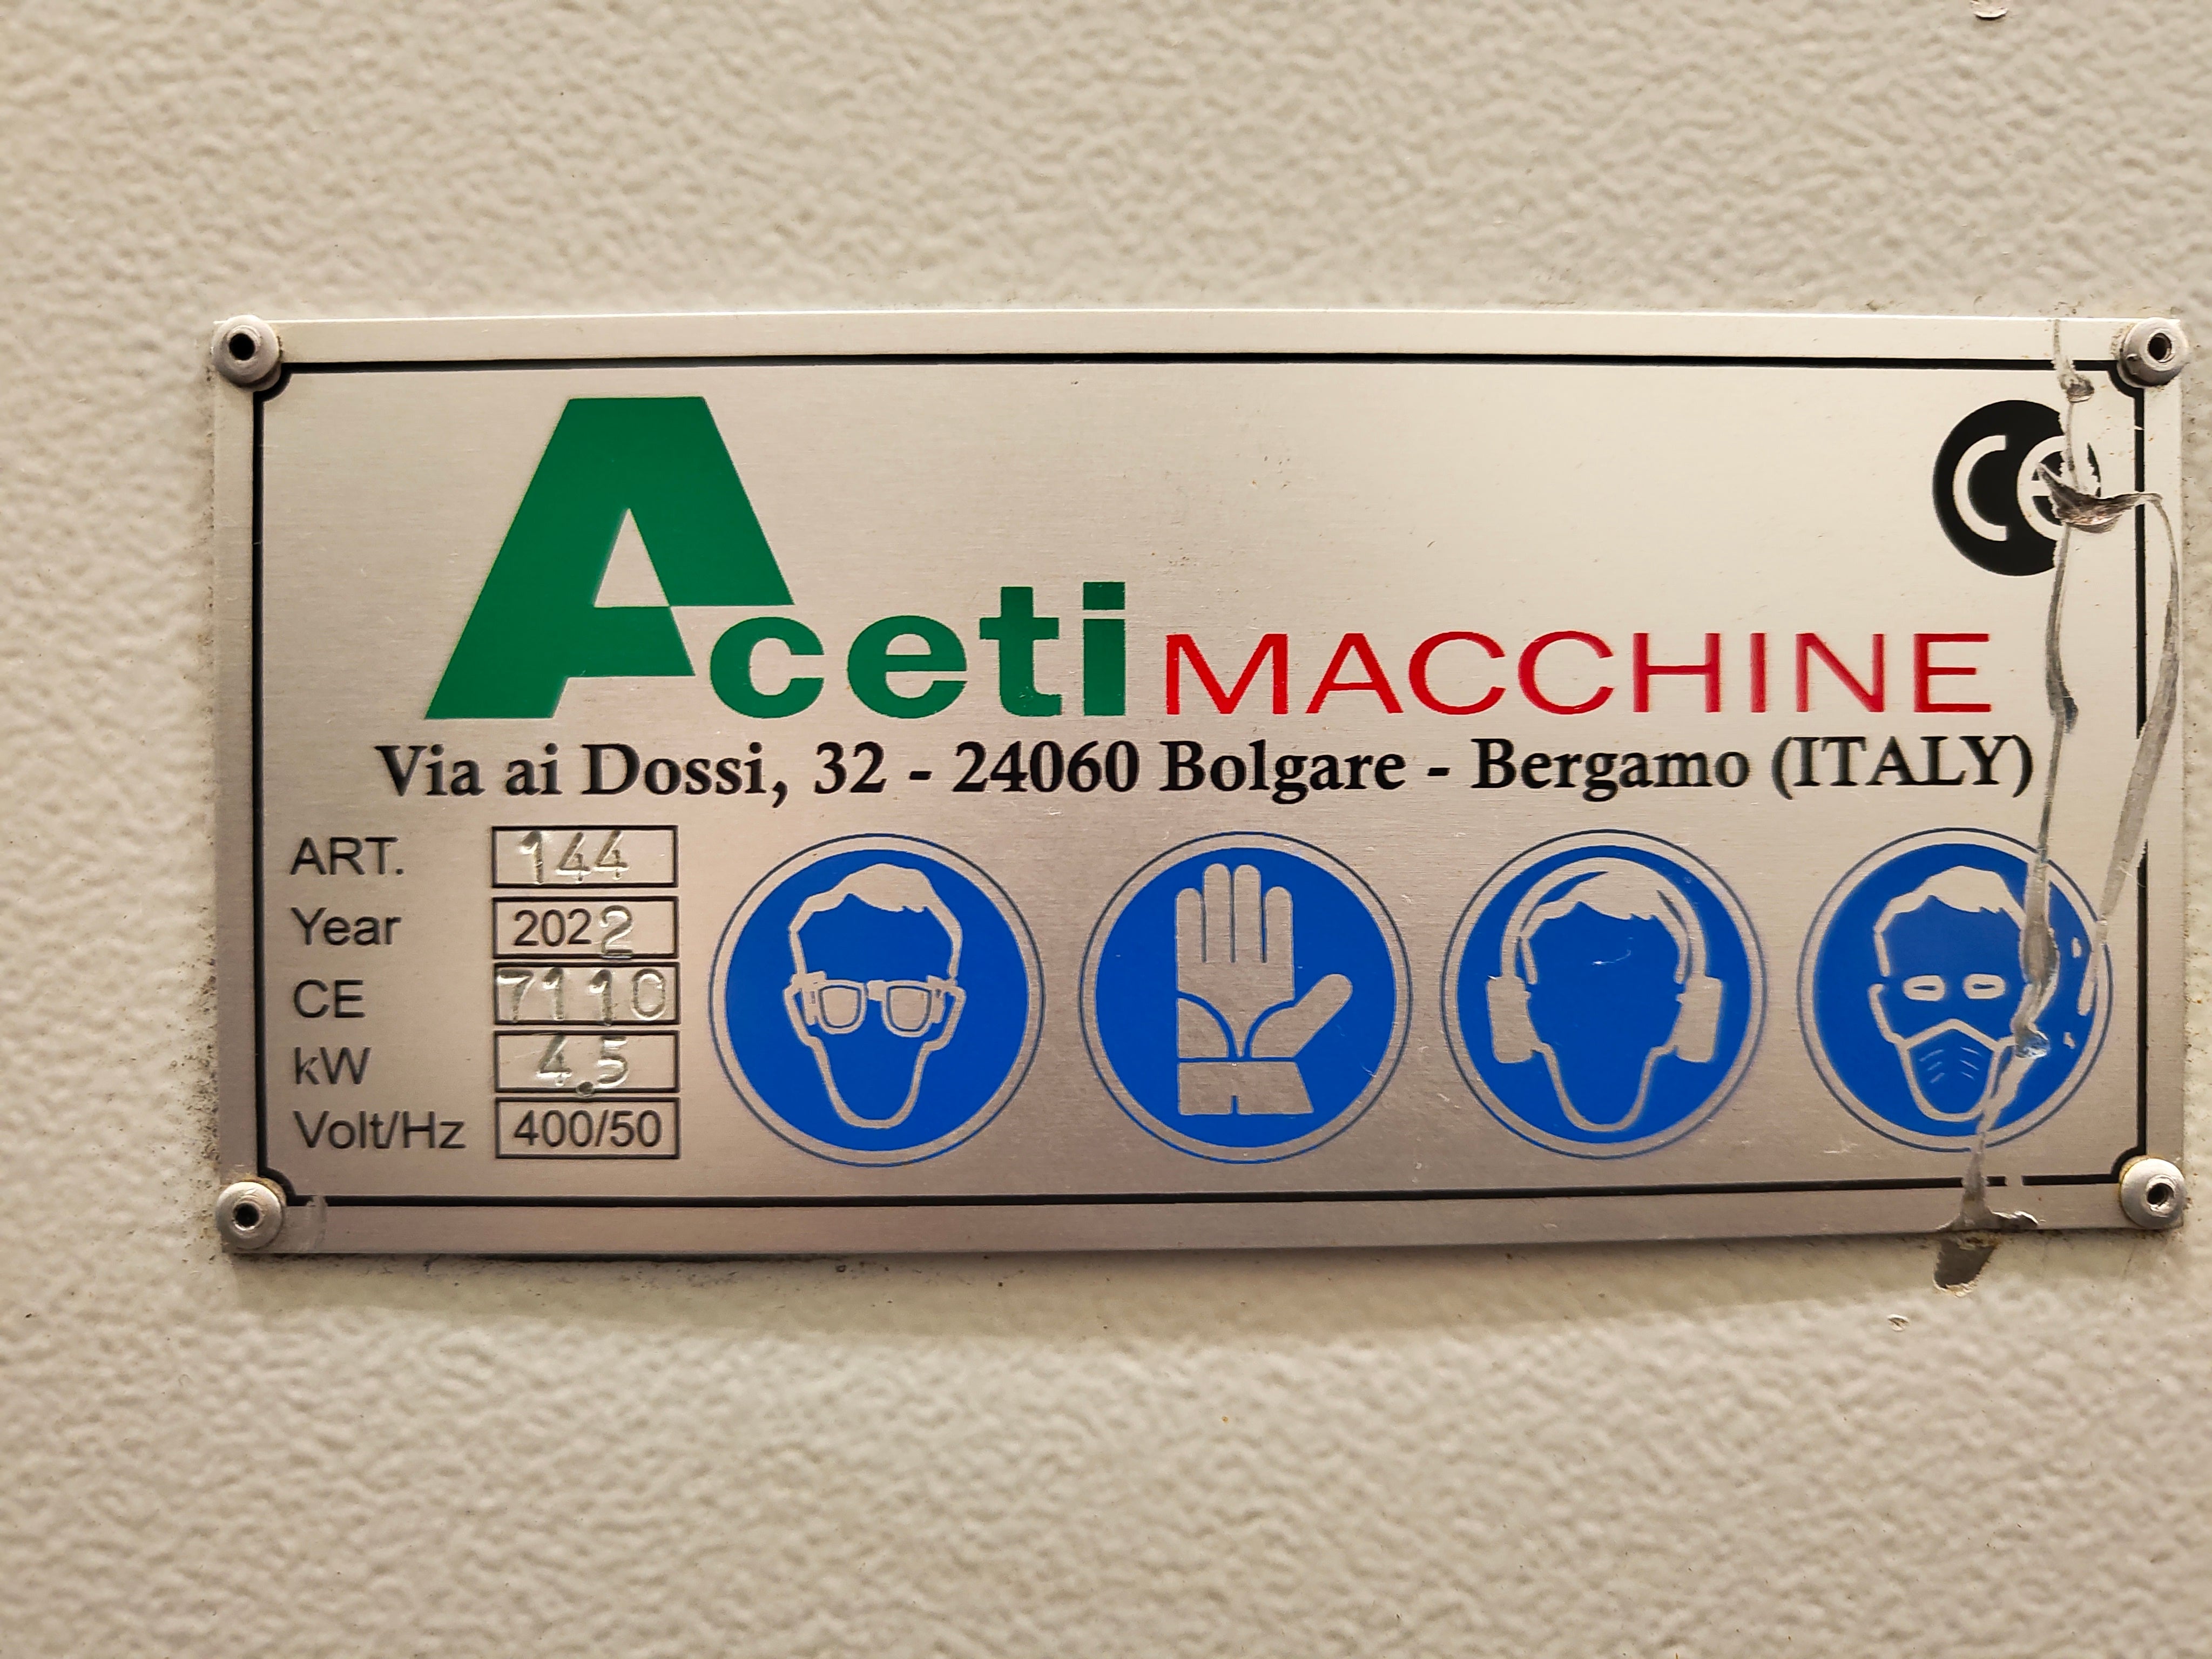 CE
Aceti MACCHINE
Via ai Dossi, 32 - 24060 Bolgare - Bergamo (ITALY)
ART. 144
Year 2022
CE 7110
kW 4.5
Volt/Hz 400/50